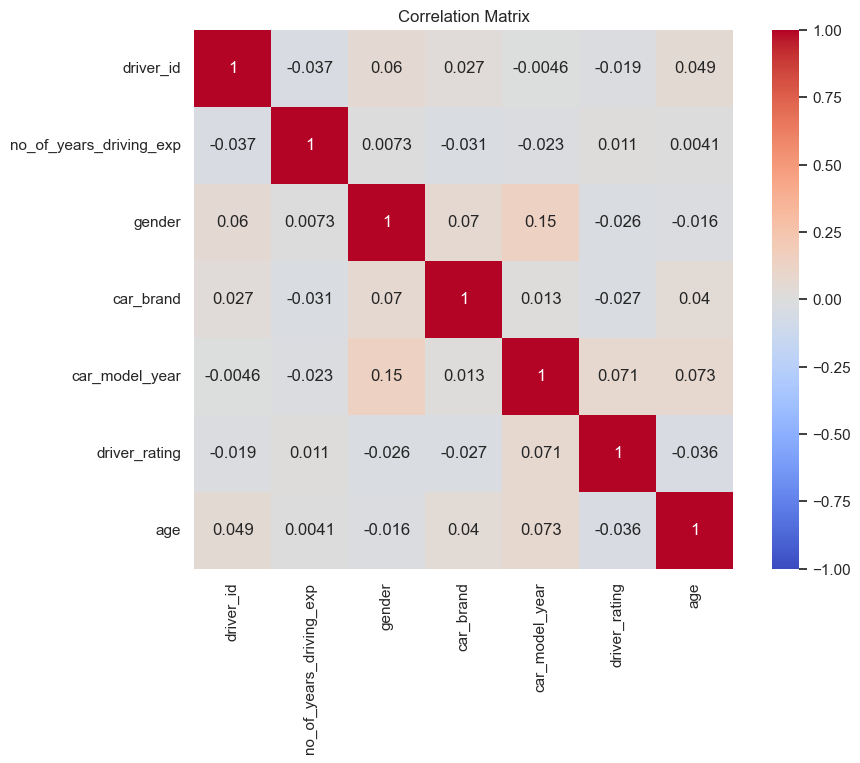 Correlation Matrix
driver_id 1 -0.037 0.06 0.027 -0.0046 -0.019 0.049
no_of_years_driving_exp -0.037 1 0.0073 -0.031 -0.023 0.011 0.0041
gender 0.06 0.0073 1 0.07 0.15 -0.026 -0.016
car_brand 0.027 -0.031 0.07 1 0.013 -0.027 0.04
car_model_year -0.0046 -0.023 0.15 0.013 1 0.071 0.073
driver_rating -0.019 0.011 -0.026 -0.027 0.071 1 -0.036
age 0.049 0.0041 -0.016 0.04 0.073 -0.036 1
driver_id
no_of_years_driving_exp
gender
car_brand
car_model_year
driver_rating
age
1.00
0.75
0.50
0.25
0.00
−0.25
−0.50
−0.75
−1.00